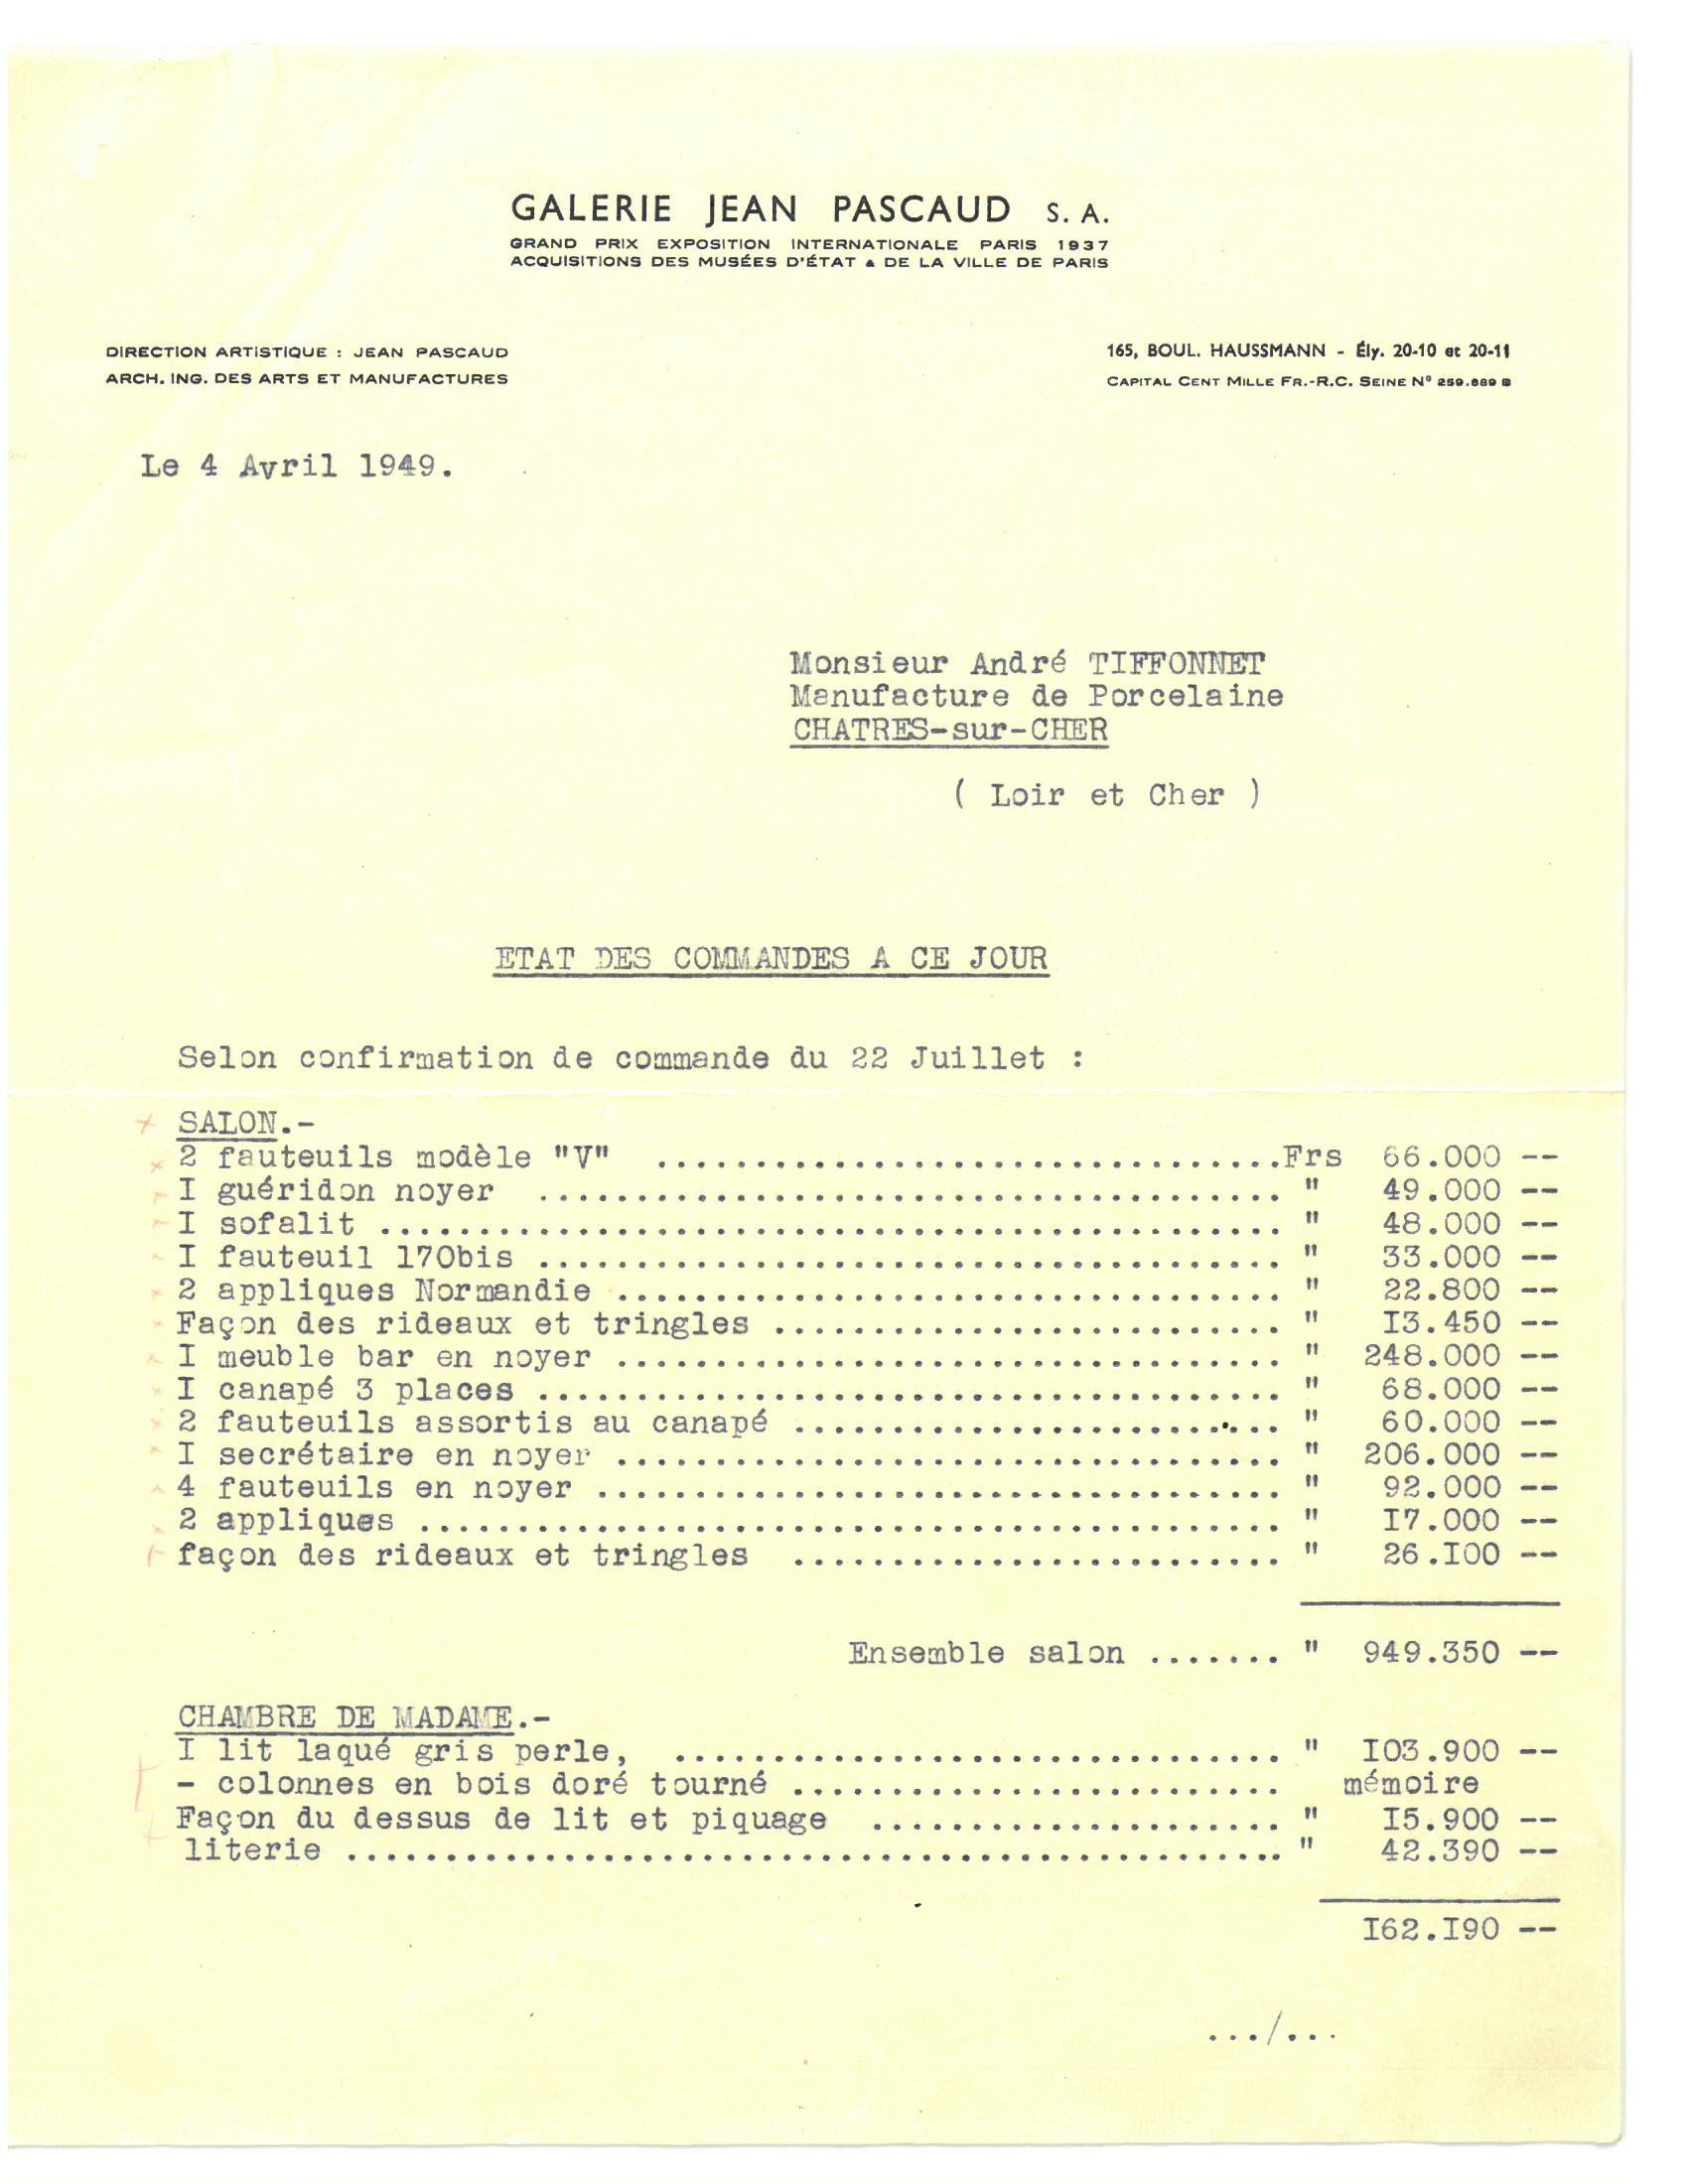 GALERIE JEAN PASCAUD S. A.
GRAND PRIX EXPOSITION INTERNATIONALE PARIS 1937
ACQUISITIONS DES MUSÉES D'ÉTAT & DE LA VILLE DE PARIS
DIRECTION ARTISTIQUE : JEAN PASCAUD
ARCH. ING. DES ARTS ET MANUFACTURES
165, BOUL. HAUSSMANN - Ély. 20-10 et 20-11
CAPITAL CENT MILLE FR.-R.C. SEINE Nº 259.889 B
Le 4 Avril 1949.
Monsieur André TIFFONNET
Manufacture de Porcelaine
CHATRES-sur-CHER
( Loir et Cher )
ETAT DES COMMANDES A CE JOUR
Selon confirmation de commande du 22 Juillet :
SALON.-
2 fauteuils modèle "V" ................................Frs 66.000 --
I guéridon noyer ...................................... " 49.000 --
I sofalit .............................................. " 48.000 --
I fauteuil 170bis ...................................... " 33.000 --
2 appliques Normandie .................................. " 22.800 --
Façon des rideaux et tringles .......................... " I3.450 --
I meuble bar en noyer .................................. " 248.000 --
I canapé 3 places ...................................... " 68.000 --
2 fauteuils assortis au canapé ......................... " 60.000 --
I secrétaire en noyer .................................. " 206.000 --
4 fauteuils en noyer ................................... " 92.000 --
2 appliques ............................................ " I7.000 --
façon des rideaux et tringles ......................... " 26.I00 --
Ensemble salon ....... " 949.350 --
CHAMBRE DE MADAME.-
I lit laqué gris perle, ............................... " I03.900 --
- colonnes en bois doré tourné ......................... mémoire
Façon du dessus de lit et piquage ..................... " I5.900 --
literie ................................................ " 42.390 --
I62.I90 --
.../...